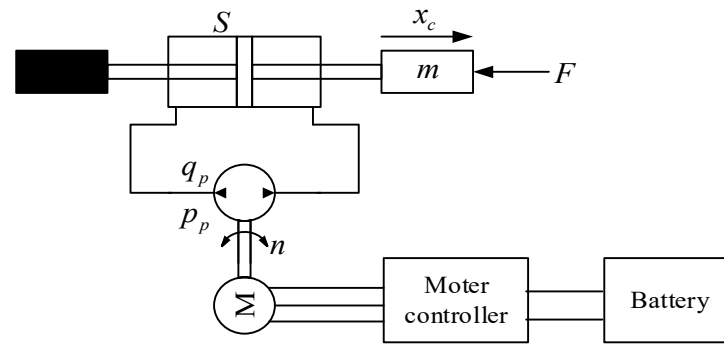 S
x_c
m
F
q_p
p_p
n
M
Moter
controller
Battery